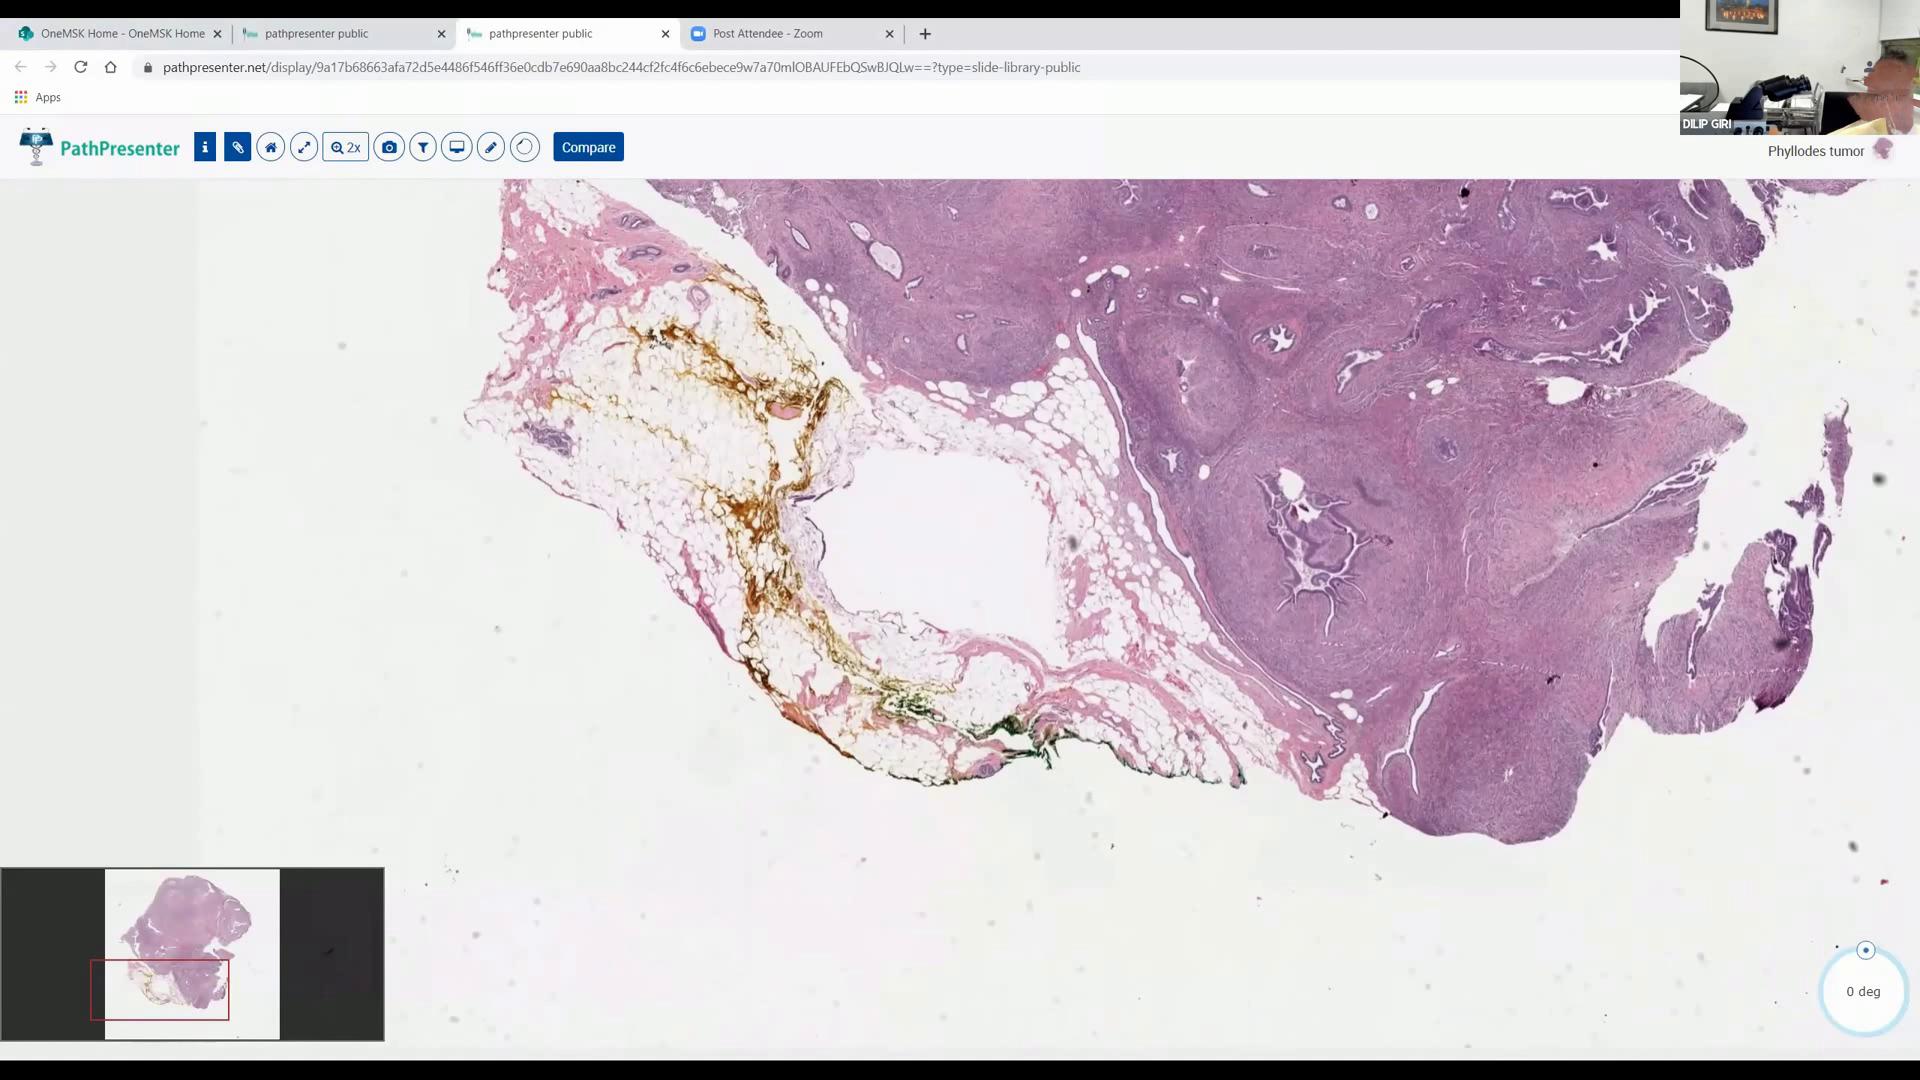 OneMSK Home - OneMSK Home
pathpresenter public
pathpresenter public
Post Attendee - Zoom
pathpresenter.net/display/9a17b68663afa72d5e4486f546ff36e0cdb7e690aa8bc244cf2fc4f6c6ebece9w7a70mlOBAUFEbQSwBJQLw==?type=slide-library-public
Apps
DILIP GIRI
PathPresenter
2x
Compare
Phyllodes tumor
0 deg